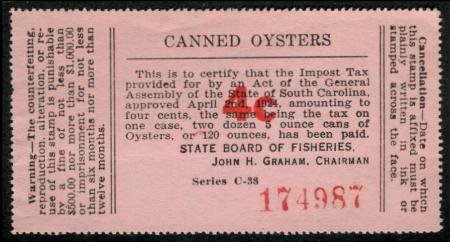 Warning—The counterfeiting,
reproduction, alteration, or re-
use of this stamp is punishable
by a fine of not less than
$500.00 nor more than $3,000.00
or imprisonment for not less
than six months nor more than
twelve months.
CANNED OYSTERS
This is to certify that the Impost Tax
provided for by an Act of the General
Assembly of the State of South Carolina,
approved April 2nd, 1924, amounting to
four cents, the same being the tax on
one case, two dozen 5 ounce cans of
Oysters, or 120 ounces, has been paid.
4c
STATE BOARD OF FISHERIES,
JOHN H. GRAHAM, CHAIRMAN
Series C-38
174987
Cancellation—Date on which
this stamp is affixed must be
plainly written in ink or
stamped across the face.